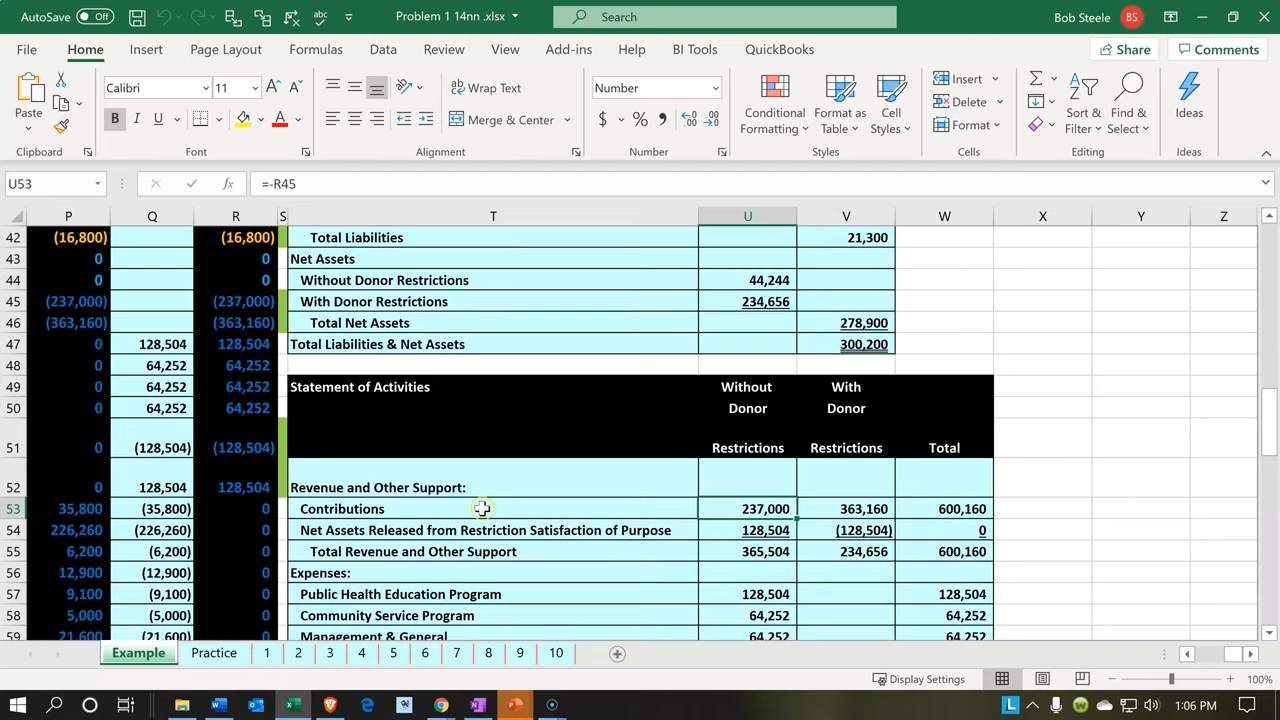 AutoSave Off Problem 1 14nn .xlsx Search Bob Steele BS
File Home Insert Page Layout Formulas Data Review View Add-ins Help BI Tools QuickBooks Share Comments
Paste Calibri 11 Wrap Text Number Conditional Formatting Format as Table Cell Styles Insert Sort & Filter Find & Select Ideas
B I U Merge & Center $ % Delete
Format
Clipboard Font Alignment Number Styles Cells Editing Ideas
U53 fx =-R45
P Q R S T U V W X Y Z
42 (16,800) (16,800) Total Liabilities 21,300
43 0 0 Net Assets
44 0 0 Without Donor Restrictions 44,244
45 (237,000) (237,000) With Donor Restrictions 234,656
46 (363,160) (363,160) Total Net Assets 278,900
47 0 128,504 128,504 Total Liabilities & Net Assets 300,200
48 0 64,252 64,252
49 0 64,252 64,252 Statement of Activities Without With
50 0 64,252 64,252 Donor Donor
51 0 (128,504) (128,504) Restrictions Restrictions Total
52 0 128,504 128,504 Revenue and Other Support:
53 35,800 (35,800) 0 Contributions 237,000 363,160 600,160
54 226,260 (226,260) 0 Net Assets Released from Restriction Satisfaction of Purpose 128,504 (128,504) 0
55 6,200 (6,200) 0 Total Revenue and Other Support 365,504 234,656 600,160
56 12,900 (12,900) 0 Expenses:
57 9,100 (9,100) 0 Public Health Education Program 128,504 128,504
58 5,000 (5,000) 0 Community Service Program 64,252 64,252
59 21,600 (21,600) 0 Management & General 64,252 64,252
Example Practice 1 2 3 4 5 6 7 8 9 10
Display Settings 100%
1:06 PM